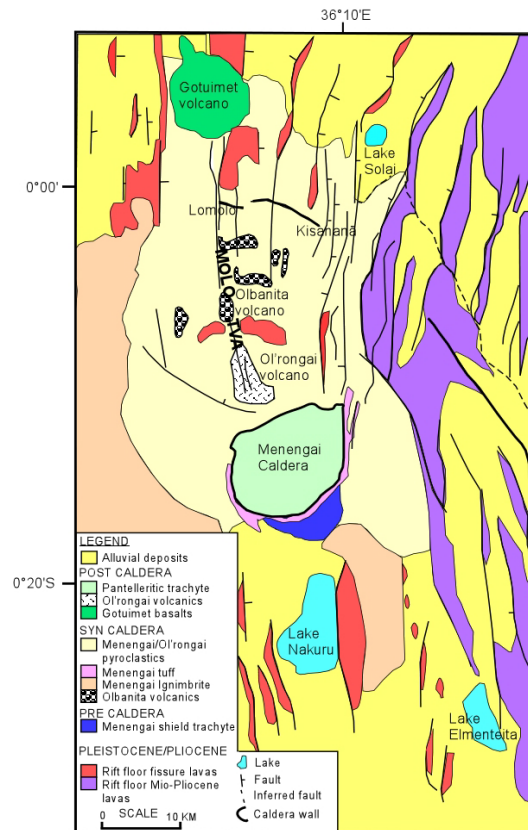 36°10'E
Gotuimet
volcano
Lake
Solai
0°00'
Lomolo
Kisanana
MOLO TVA
Olbanita
volcano
Ol'rongai
volcano
Menengai
Caldera
0°20'S
Lake
Nakuru
Lake
Elmenteita
LEGEND
Alluvial deposits
POST CALDERA
Pantelleritic trachyte
Ol'rongai volcanics
Gotuimet basalts
SYN CALDERA
Menengai/Ol'rongai
pyroclastics
Menengai tuff
Menengai Ignimbrite
Olbanita volcanics
PRE CALDERA
Menengai shield trachyte
PLEISTOCENE/PLIOCENE
Rift floor fissure lavas
Rift floor Mio-Pliocene
lavas
Lake
Fault
Inferred fault
Caldera wall
SCALE
0 10 KM